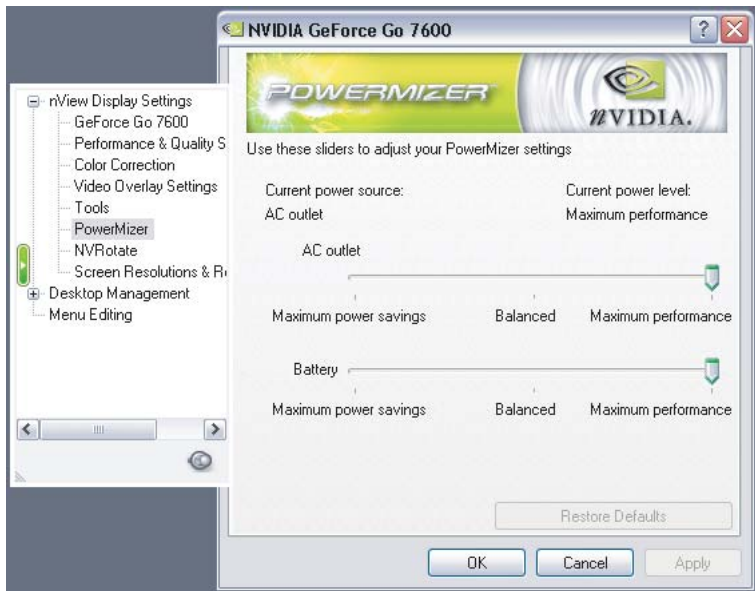 NVIDIA GeForce Go 7600
nView Display Settings
GeForce Go 7600
Performance & Quality S
Color Correction
Video Overlay Settings
Tools
PowerMizer
NVRotate
Screen Resolutions & R
Desktop Management
Menu Editing
POWERMIZER
nVIDIA.
Use these sliders to adjust your PowerMizer settings
Current power source: Current power level:
AC outlet Maximum performance
AC outlet
Maximum power savings Balanced Maximum performance
Battery
Maximum power savings Balanced Maximum performance
Restore Defaults
OK Cancel Apply